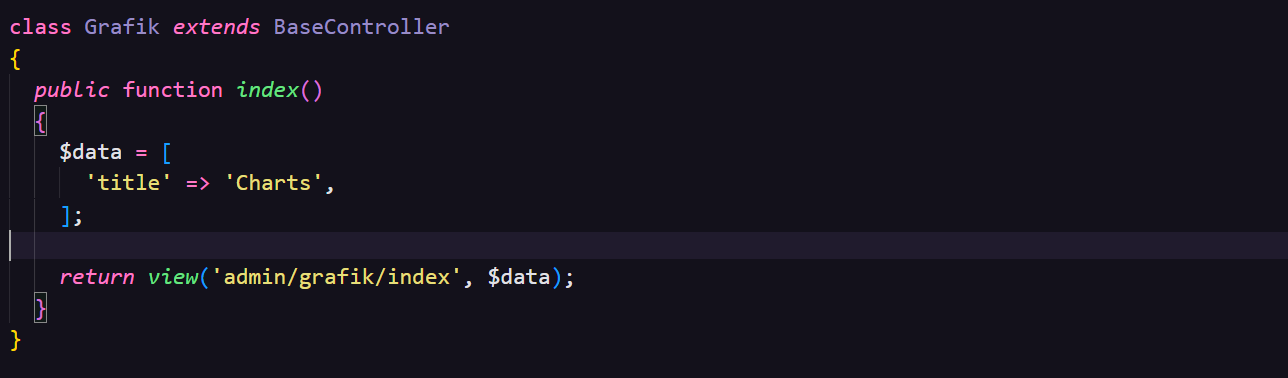 class Grafik extends BaseController
{
  public function index()
  {
    $data = [
      'title' => 'Charts',
    ];

    return view('admin/grafik/index', $data);
  }
}